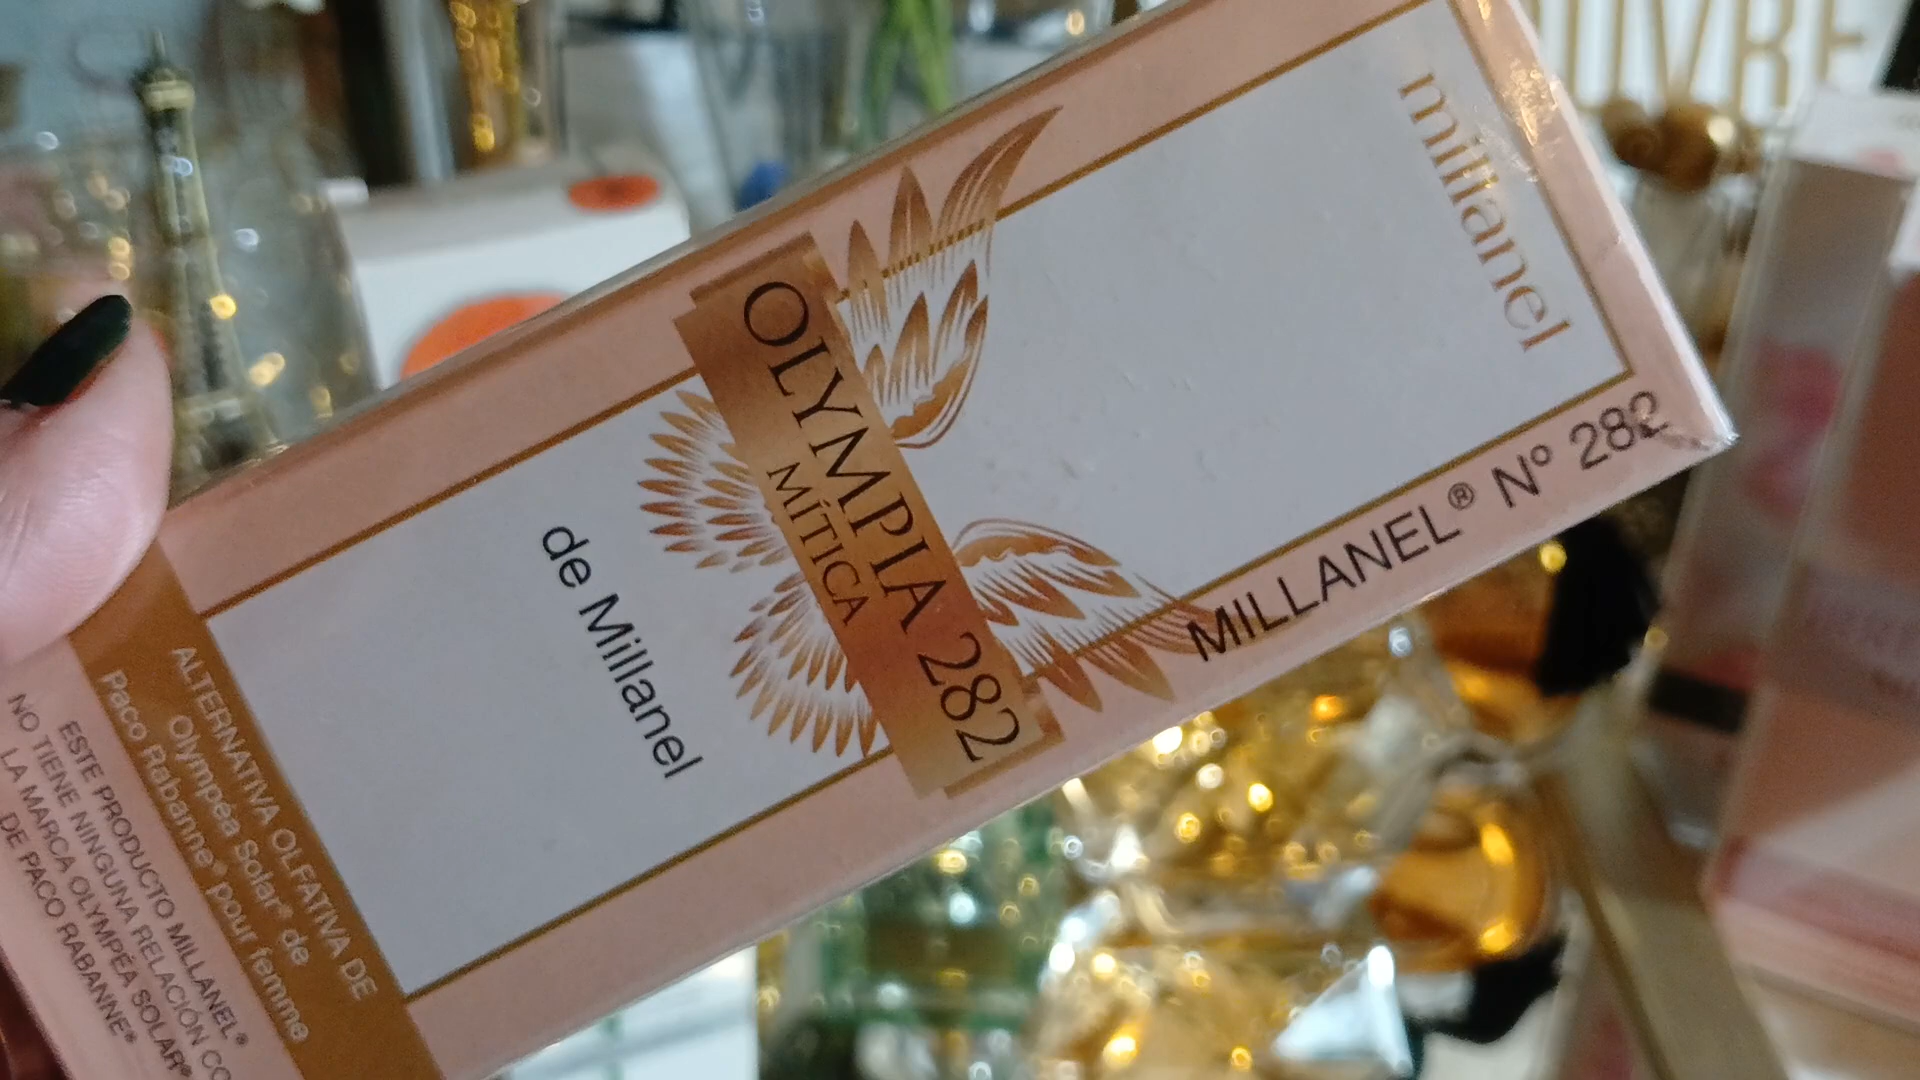 millanel
MILLANEL® Nº 282
OLYMPIA 282
MÍTICA
de Millanel
ALTERNATIVA OLFATIVA DE
Olympéa Solar® de
Paco Rabanne® pour femme
ESTE PRODUCTO MILLANEL®
NO TIENE NINGUNA RELACIÓN CO
LA MARCA OLYMPÉA SOLAR®
DE PACO RABANNE®